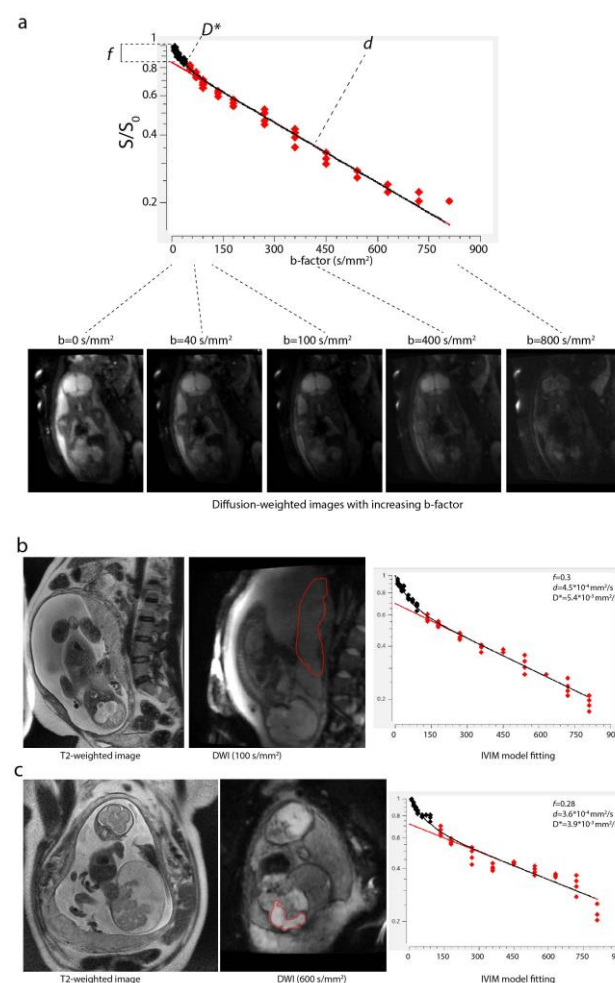 a
D*
d
f
1
0.8
0.6
0.4
0.2
S/S₀
0 150 300 450 600 750 900
b-factor (s/mm²)
b=0 s/mm² b=40 s/mm² b=100 s/mm² b=400 s/mm² b=800 s/mm²
Diffusion-weighted images with increasing b-factor
b
f=0.3
d=4.5*10⁻⁴mm²/s
D*=5.4*10⁻³mm²/
1
0.8
0.6
0.4
0.2
0 150 300 450 600 750 90
T2-weighted image DWI (100 s/mm²) IVIM model fitting
c
f=0.28
d=3.6*10⁻⁴mm²/s
D*=3.9*10⁻³mm²/
1
0.8
0.6
0.4
0.2
0 150 300 450 600 750 90
T2-weighted image DWI (600 s/mm²) IVIM model fitting